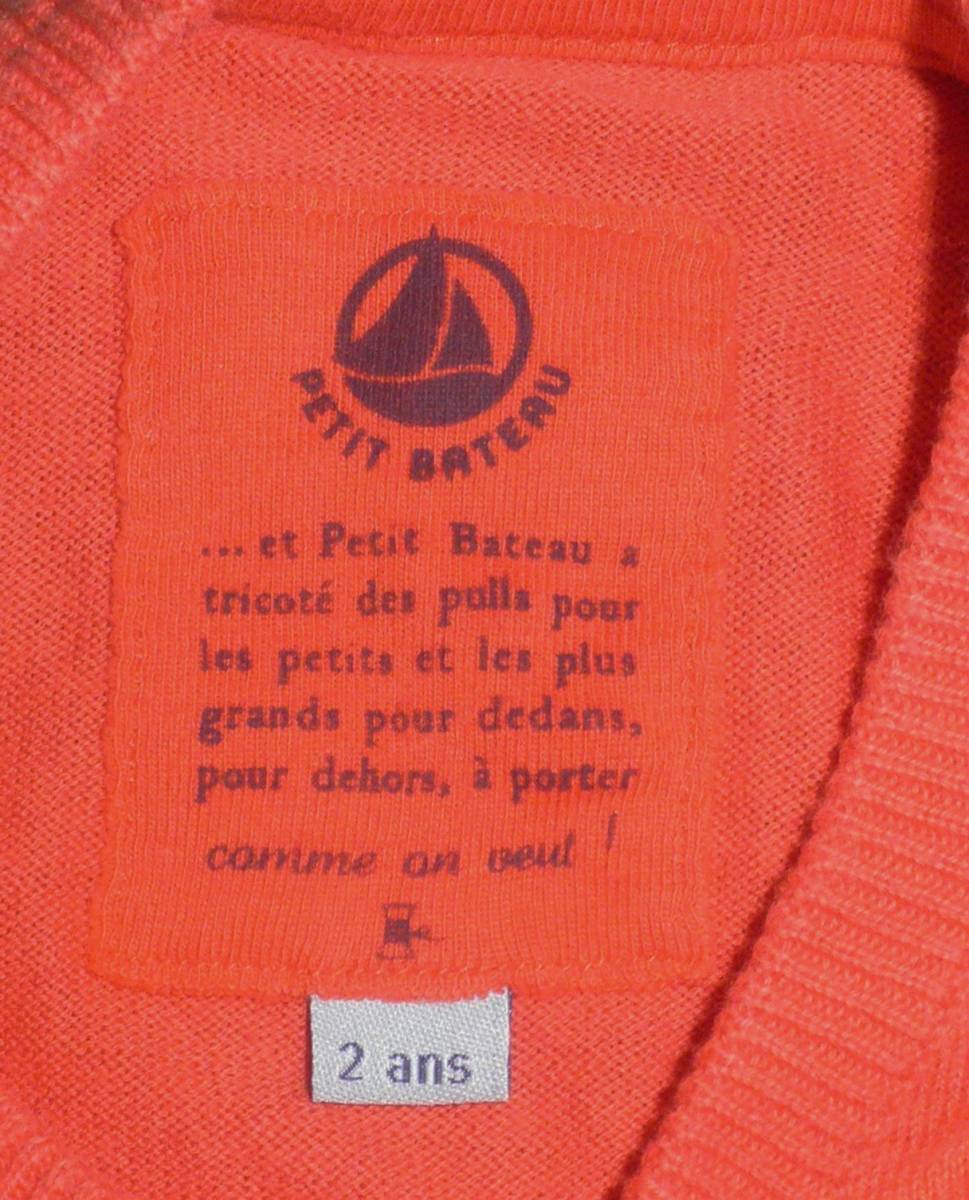 PETIT BATEAU
... et Petit Bateau a
tricoté des pulls pour
les petits et les plus
grands pour dedans,
pour dehors, à porter
comme on veut !
2 ans